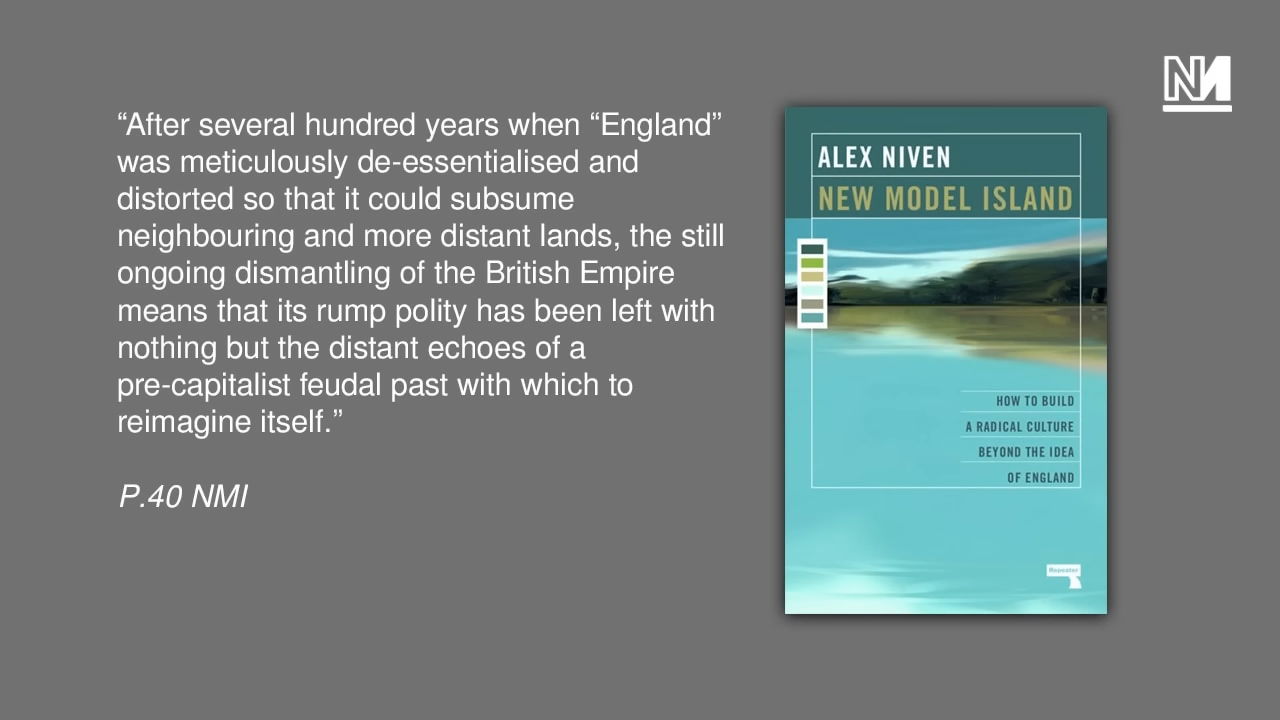 “After several hundred years when “England”
was meticulously de-essentialised and
distorted so that it could subsume
neighbouring and more distant lands, the still
ongoing dismantling of the British Empire
means that its rump polity has been left with
nothing but the distant echoes of a
pre-capitalist feudal past with which to
reimagine itself.”
P.40 NMI
NM
ALEX NIVEN
NEW MODEL ISLAND
HOW TO BUILD
A RADICAL CULTURE
BEYOND THE IDEA
OF ENGLAND
Repeater